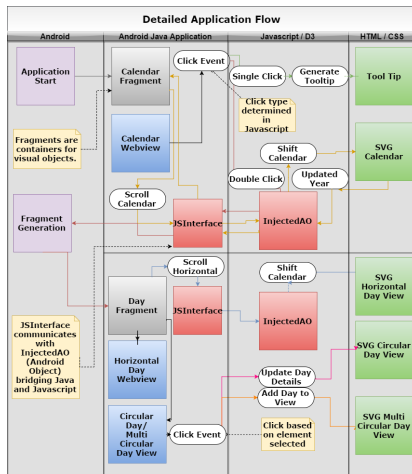 Detailed Application Flow
Android
Android Java Application
Javascript / D3
HTML / CSS
Application
Start
Calendar
Fragment
Click Event
Single Click
Generate
Tooltip
Tool Tip
Click type
determined
in Javascript
Fragments are
containers for
visual objects.
Calendar
Webview
Shift
Calendar
SVG
Calendar
Double Click
Updated
Year
Scroll
Calendar
Fragment
Generation
JSInterface
InjectedAO
Scroll
Horizontal
Shift
Calendar
SVG
Horizontal
Day View
Day
Fragment
JSInterface
InjectedAO
JSInterface
communicates
with
InjectedAO
(Android
Object)
bridging Java
and Javascript
Horizontal
Day
Webview
SVG
Circular Day
View
Update Day
Details
Add Day to
View
Circular Day/
Multi
Circular
Day View
Click Event
Click based on
element
selected
SVG Multi
Circular Day
View